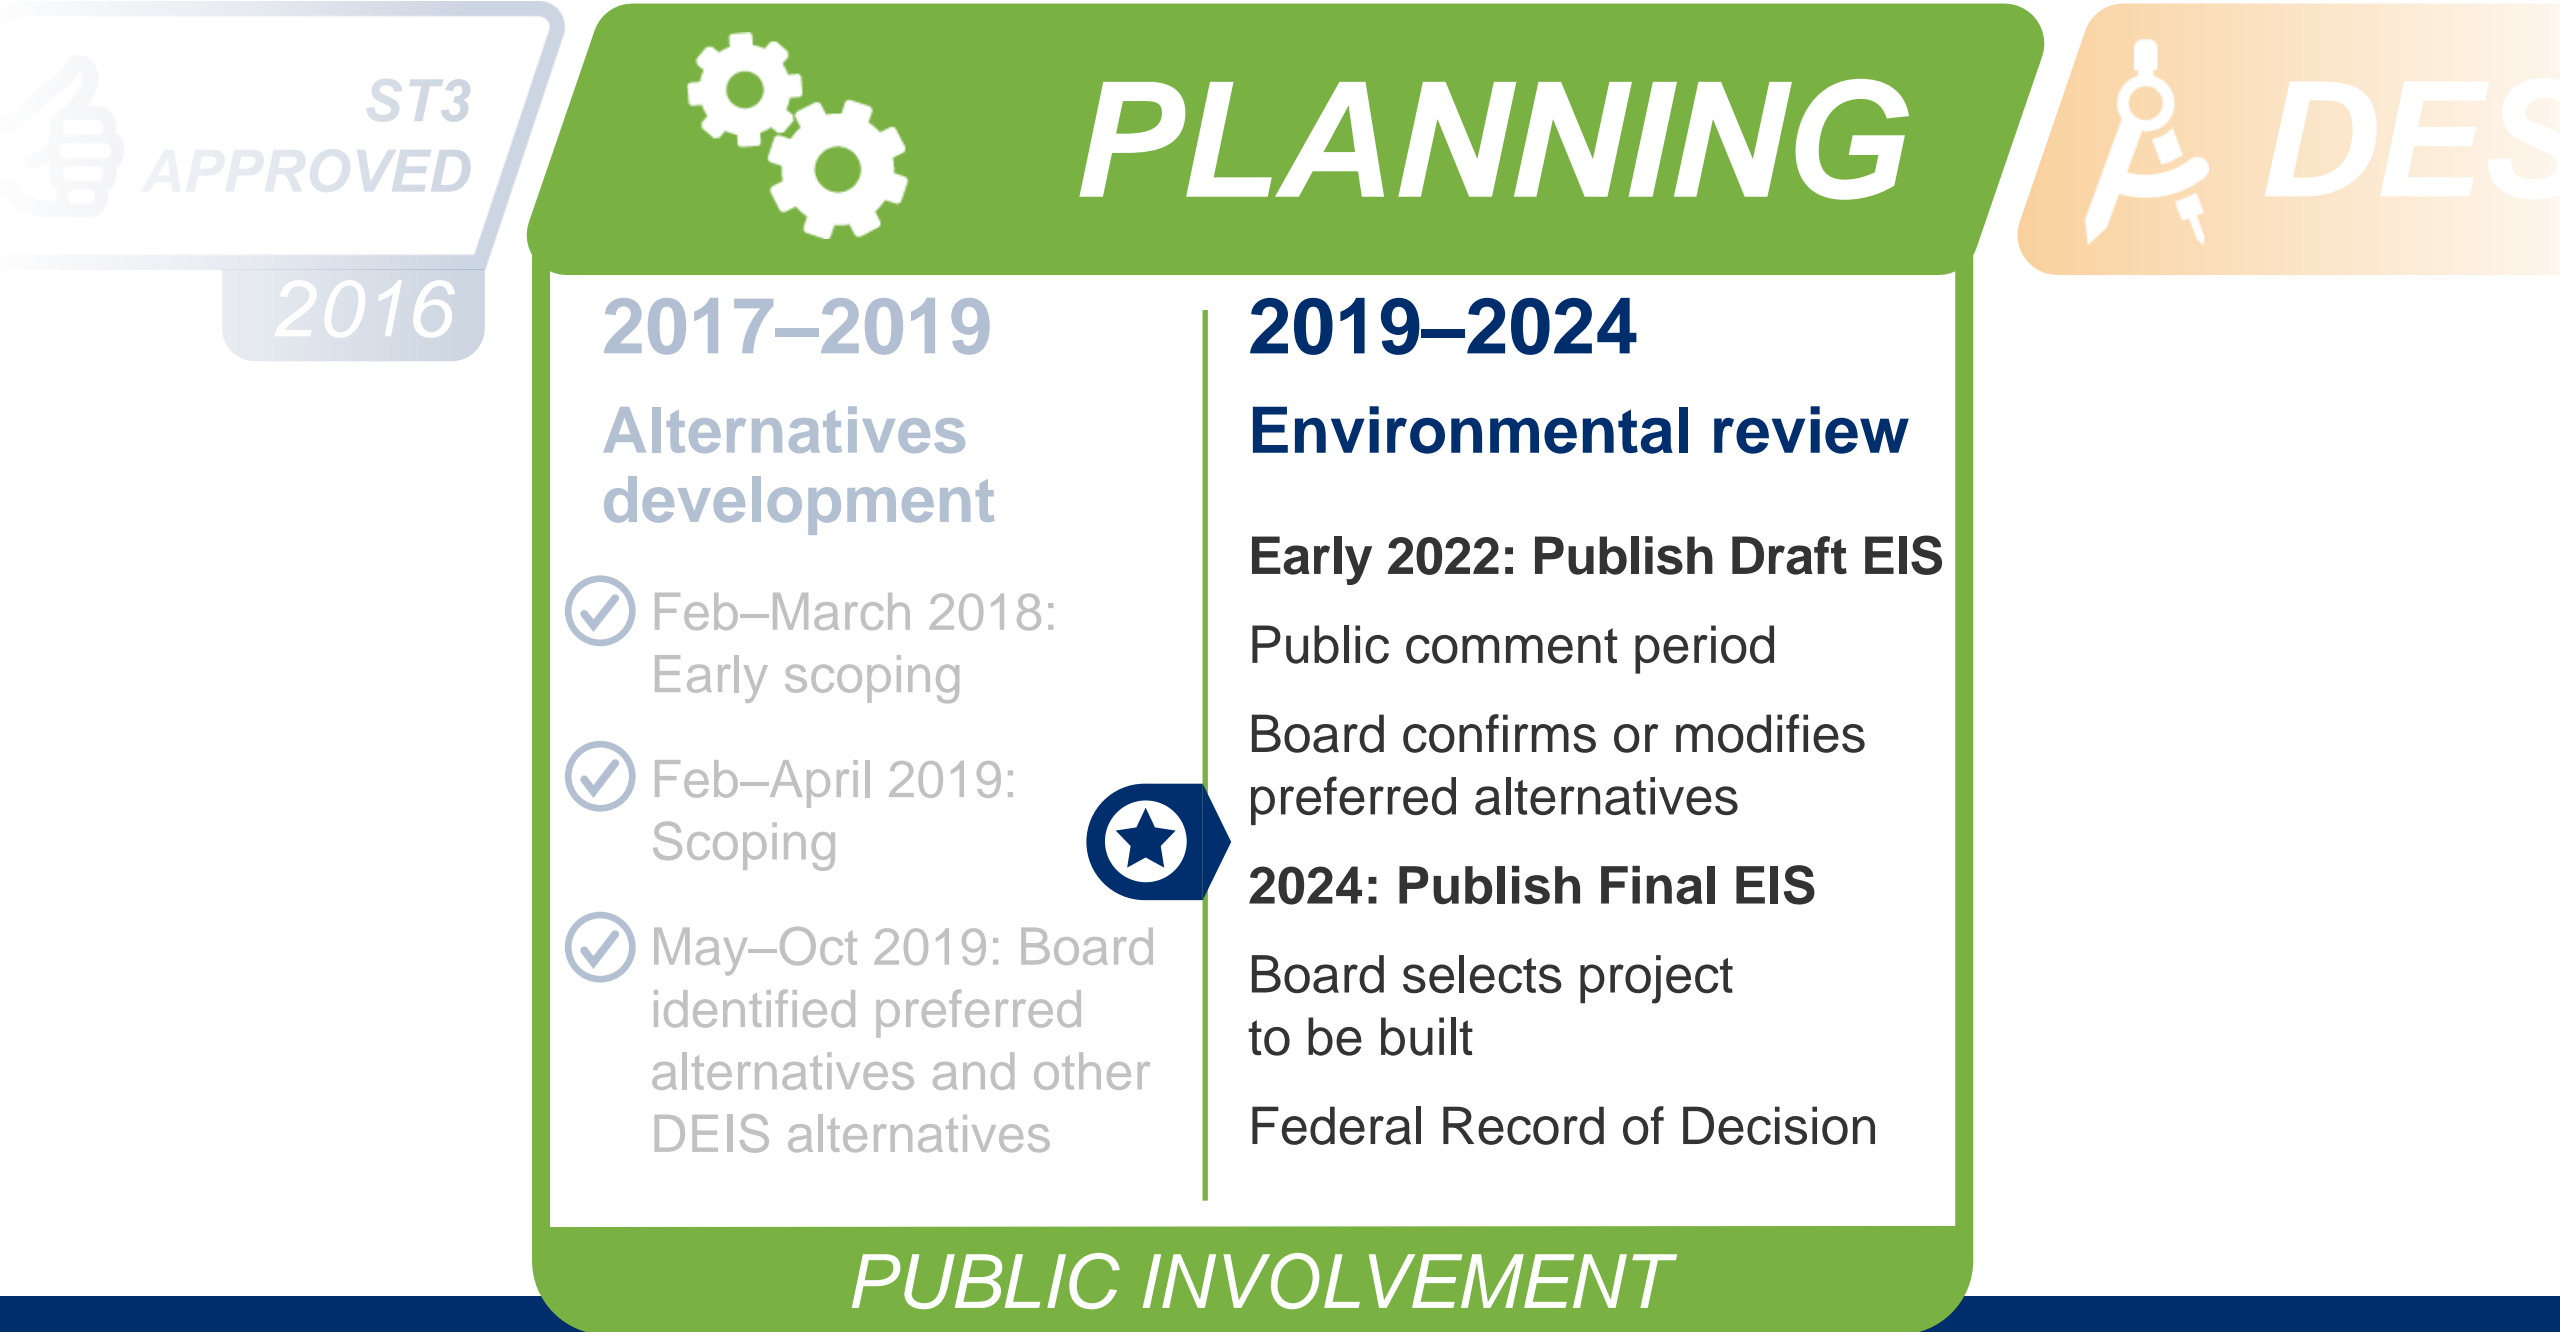 ST3
APPROVED
2016
PLANNING
DES
2017–2019
Alternatives
development
Feb–March 2018:
Early scoping
Feb–April 2019:
Scoping
May–Oct 2019: Board
identified preferred
alternatives and other
DEIS alternatives
2019–2024
Environmental review
Early 2022: Publish Draft EIS
Public comment period
Board confirms or modifies
preferred alternatives
2024: Publish Final EIS
Board selects project
to be built
Federal Record of Decision
PUBLIC INVOLVEMENT